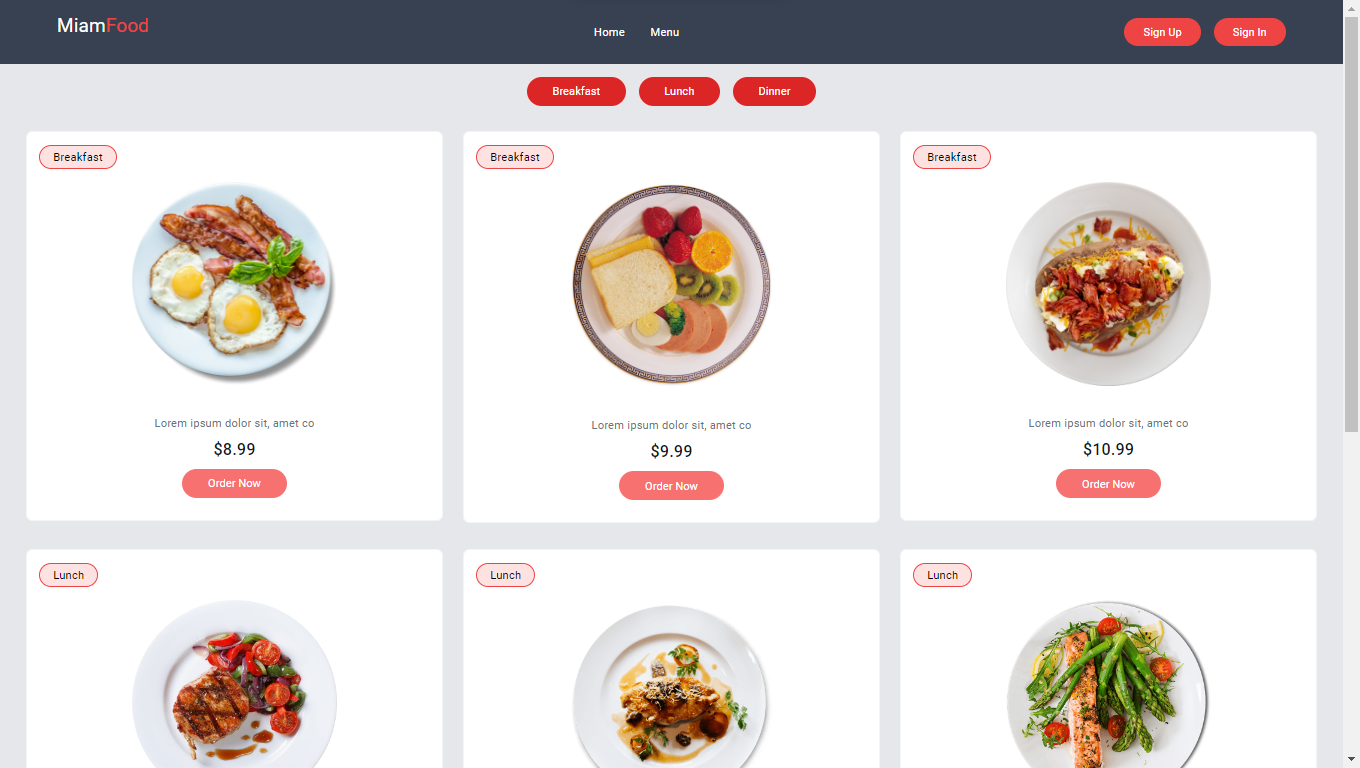 MiamFood
Home Menu
Sign Up Sign In
Breakfast Lunch Dinner
Breakfast
Lorem ipsum dolor sit, amet co
$8.99
Order Now
Breakfast
Lorem ipsum dolor sit, amet co
$9.99
Order Now
Breakfast
Lorem ipsum dolor sit, amet co
$10.99
Order Now
Lunch
Lunch
Lunch